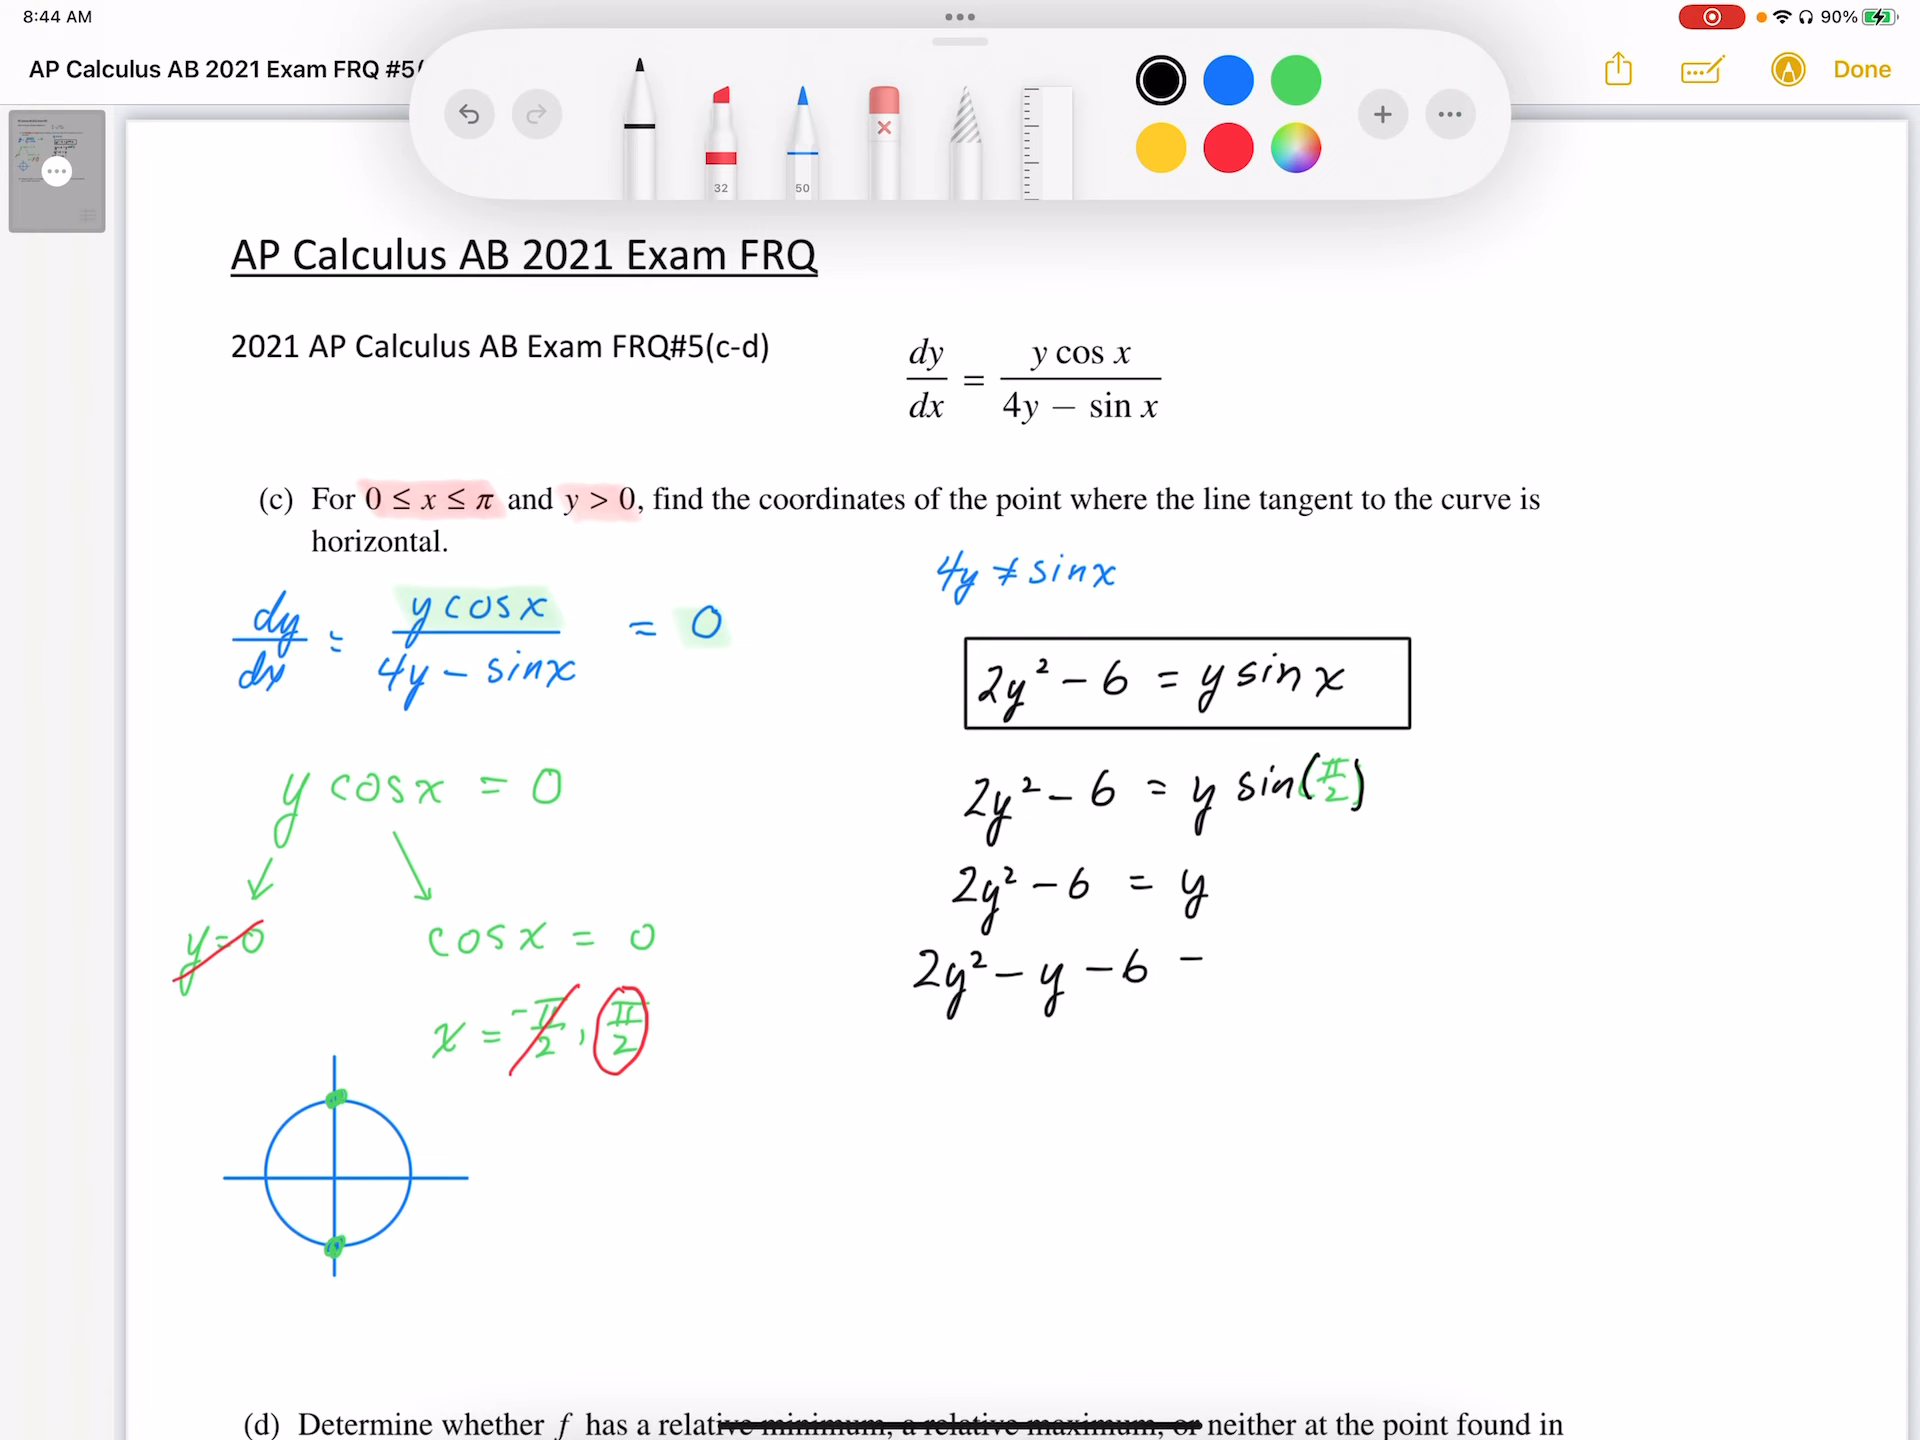 8:44 AM
90%
AP Calculus AB 2021 Exam FRQ #5(
Done
32
50
AP Calculus AB 2021 Exam FRQ
2021 AP Calculus AB Exam FRQ#5(c-d)
dy/dx = y cos x / 4y − sin x
(c) For 0 ≤ x ≤ π and y > 0, find the coordinates of the point where the line tangent to the curve is
horizontal.
dy/dx = y cos x / 4y − sin x = 0
y cos x = 0
y = 0
cos x = 0
x = -π/2, π/2
4y ≠ sin x
2y² − 6 = y sin x
2y² − 6 = y sin(π/2)
2y² − 6 = y
2y² − y − 6 −
(d) Determine whether f has a relative minimum, a relative maximum, or neither at the point found in